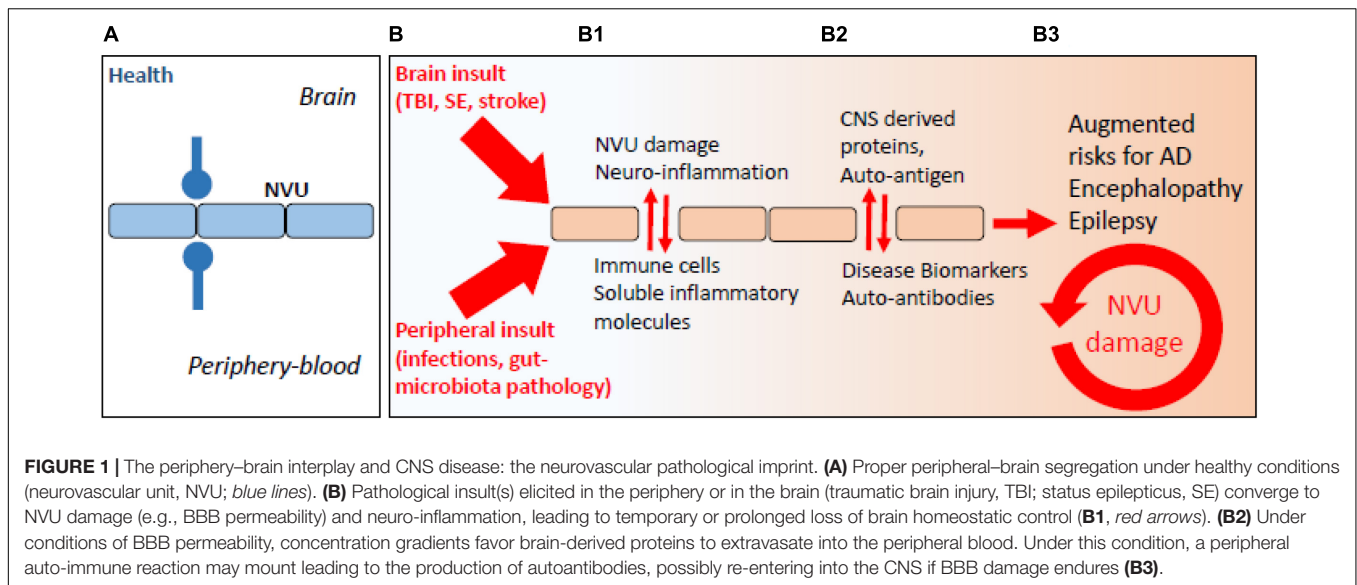 A
B
B1
B2
B3
Health
Brain
NVU
Periphery-blood
Brain insult
(TBI, SE, stroke)
Peripheral insult
(infections, gut-
microbiota pathology)
NVU damage
Neuro-inflammation
Immune cells
Soluble inflammatory
molecules
CNS derived
proteins,
Auto-antigen
Disease Biomarkers
Auto-antibodies
Augmented
risks for AD
Encephalopathy
Epilepsy
NVU
damage
FIGURE 1 | The periphery–brain interplay and CNS disease: the neurovascular pathological imprint. (A) Proper peripheral–brain segregation under healthy conditions
(neurovascular unit, NVU; blue lines). (B) Pathological insult(s) elicited in the periphery or in the brain (traumatic brain injury, TBI; status epilepticus, SE) converge to
NVU damage (e.g., BBB permeability) and neuro-inflammation, leading to temporary or prolonged loss of brain homeostatic control (B1, red arrows). (B2) Under
conditions of BBB permeability, concentration gradients favor brain-derived proteins to extravasate into the peripheral blood. Under this condition, a peripheral
auto-immune reaction may mount leading to the production of autoantibodies, possibly re-entering into the CNS if BBB damage endures (B3).